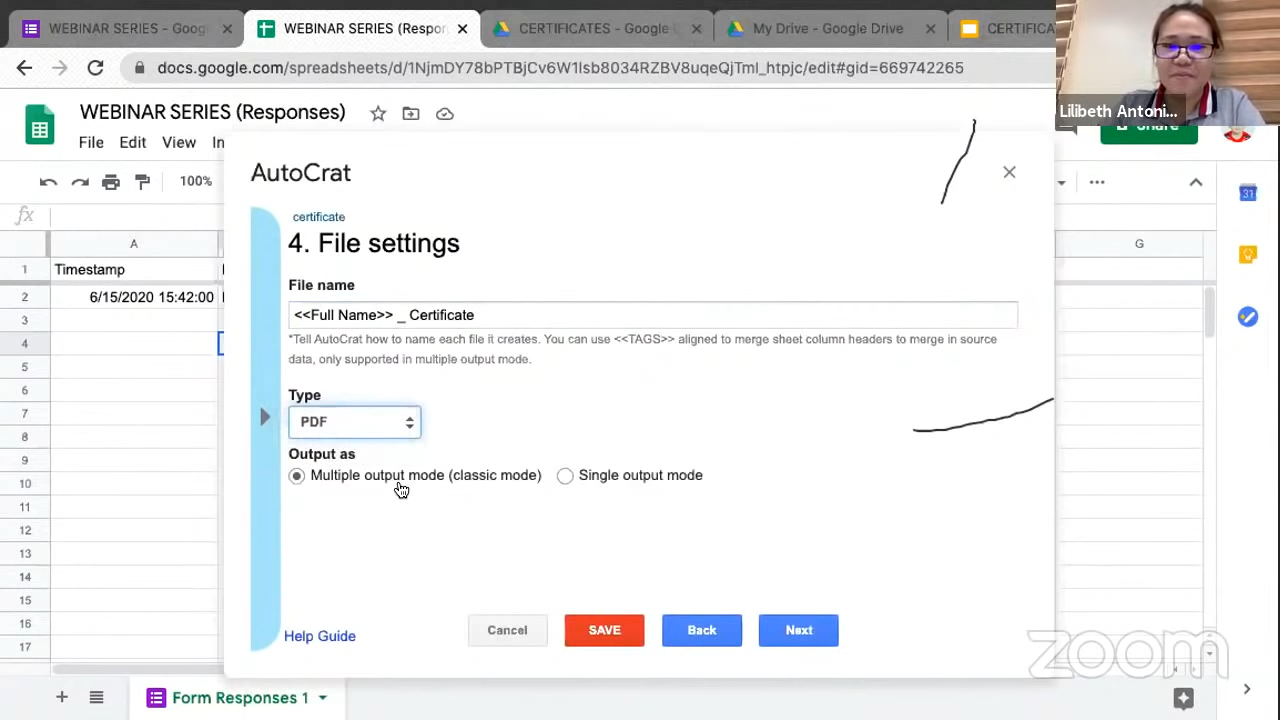 WEBINAR SERIES - Goog
WEBINAR SERIES (Respor
CERTIFICATES - Google
My Drive - Google Drive
CERTIFICA
docs.google.com/spreadsheets/d/1NjmDY78bPTBjCv6W1lsb8034RZBV8uqeQjTml_htpjc/edit#gid=669742265
Lilibeth Antoni...
WEBINAR SERIES (Responses)
Share
File Edit View In
AutoCrat
100%
31
certificate
fx
4. File settings
A
G
1 Timestamp
File name
2 6/15/2020 15:42:00
<<Full Name>> _ Certificate
3
*Tell AutoCrat how to name each file it creates. You can use <<TAGS>> aligned to merge sheet column headers to merge in source
4
data, only supported in multiple output mode.
5
6
Type
7
PDF
8
Output as
9
10
Multiple output mode (classic mode) Single output mode
11
12
13
14
15
16
Help Guide
Cancel SAVE Back Next
17
zoom
Form Responses 1